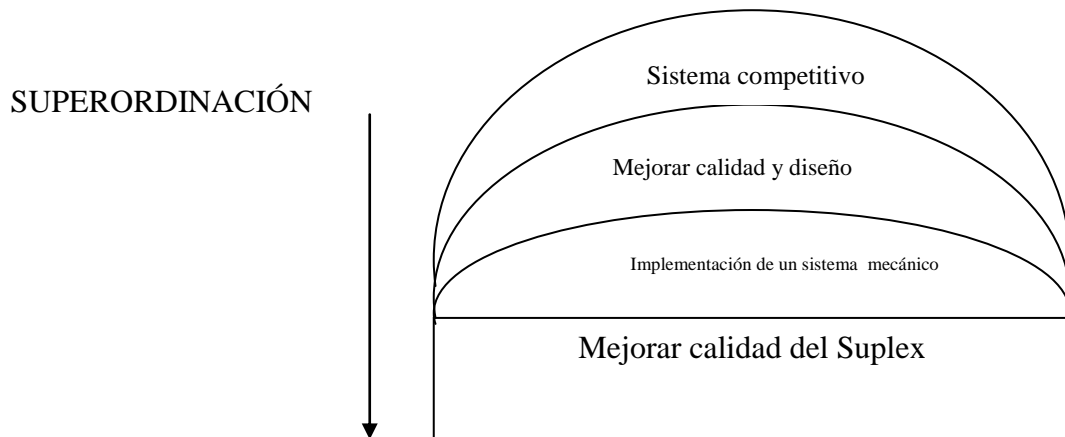 Sistema competitivo
SUPERORDINACIÓN
Mejorar calidad y diseño
Implementación de un sistema  mecánico
Mejorar calidad del Suplex